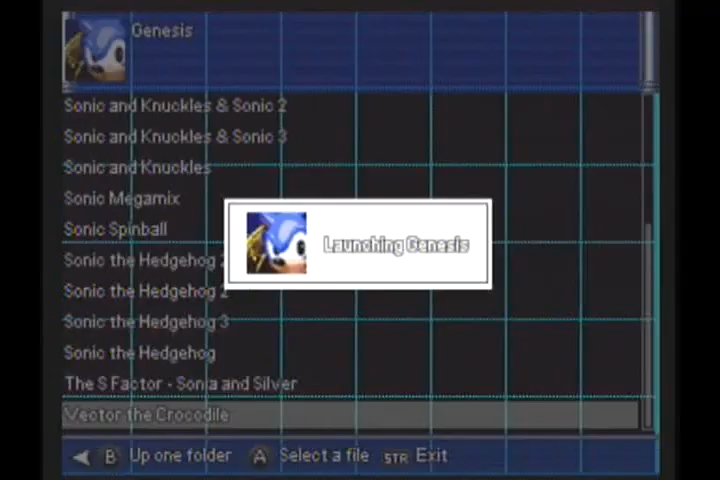 Genesis
Sonic and Knuckles & Sonic 2
Sonic and Knuckles & Sonic 3
Sonic and Knuckles
Sonic Megamix
Sonic Spinball
Launching Genesis
Sonic the Hedgehog 2
Sonic the Hedgehog 2
Sonic the Hedgehog 3
Sonic the Hedgehog
The S Factor - Sonia and Silver
Vector the Crocodile
B Up one folder A Select a file STR Exit